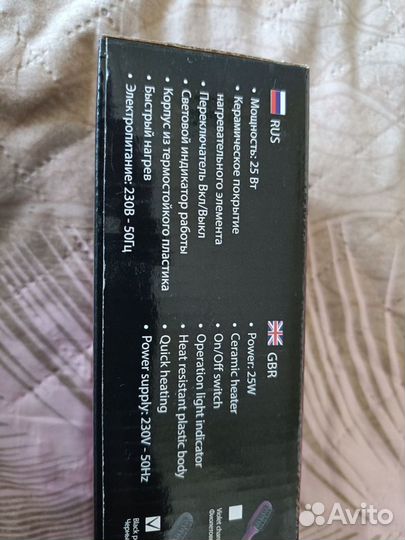 RUS
• Мощность: 25 Вт
• Керамическое покрытие
нагревательного элемента
• Переключатель Вкл/Выкл
• Световой индикатор работы
• Корпус из термостойкого пластика
• Быстрый нагрев
• Электропитание: 230В - 50Гц
GBR
• Power: 25W
• Ceramic heater
• On/Off switch
• Operation light indicator
• Heat resistant plastic body
• Quick heating
• Power supply: 230V - 50Hz
Violet
Black
Avito